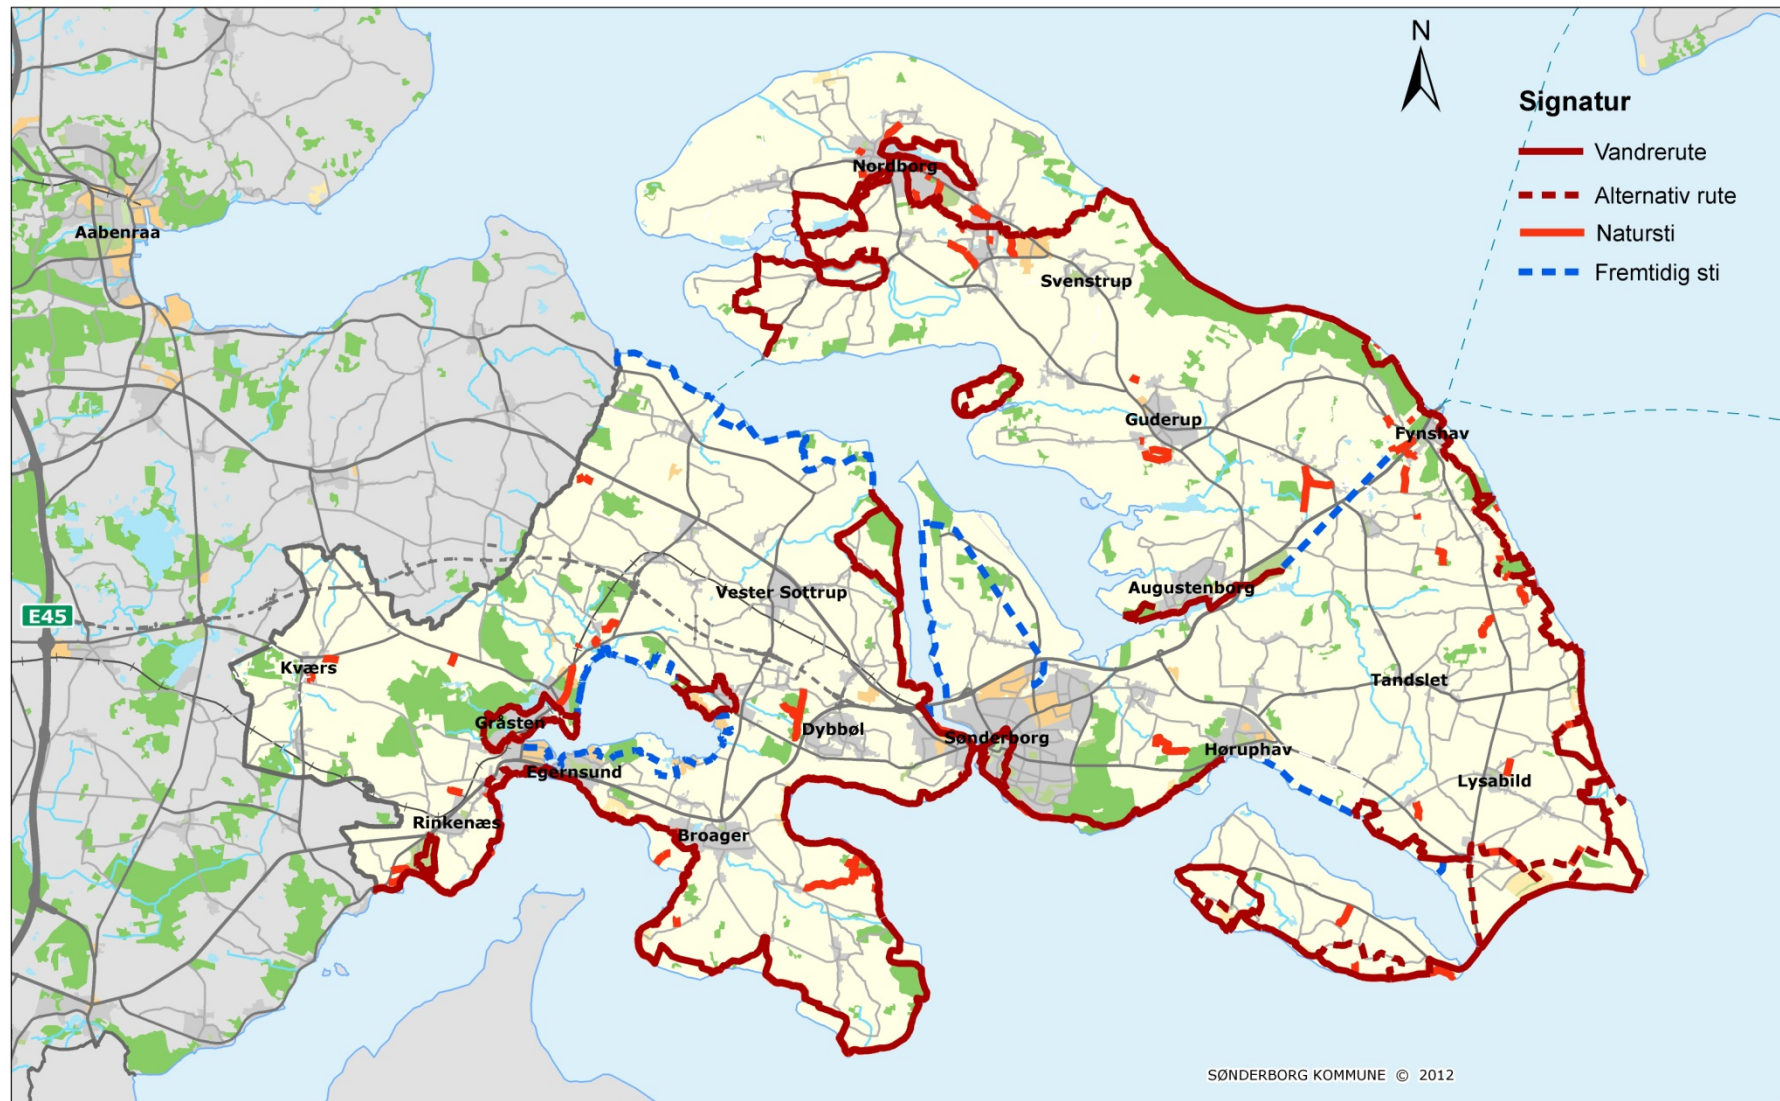 N
Signatur
Vandrerute
Alternativ rute
Natursti
Fremtidig sti
Nordborg
Aabenraa
Svenstrup
Guderup
Fynshav
Vester Sottrup
Augustenborg
E45
Kværs
Tandslet
Gråsten
Dybbøl
Sønderborg
Høruphav
Egernsund
Lysabild
Rinkenæs
Broager
SØNDERBORG KOMMUNE © 2012